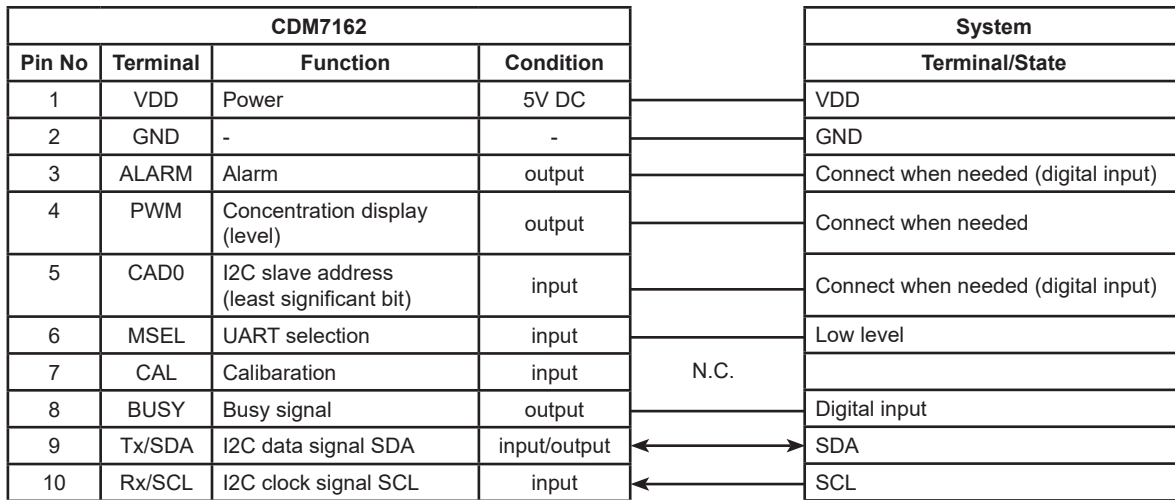 CDM7162 System
Pin No Terminal Function Condition Terminal/State
1 VDD Power 5V DC VDD
2 GND - - GND
3 ALARM Alarm output Connect when needed (digital input)
4 PWM Concentration display
(level) output Connect when needed
5 CAD0 I2C slave address
(least significant bit) input Connect when needed (digital input)
6 MSEL UART selection input Low level
7 CAL Calibaration input N.C.
8 BUSY Busy signal output Digital input
9 Tx/SDA I2C data signal SDA input/output SDA
10 Rx/SCL I2C clock signal SCL input SCL